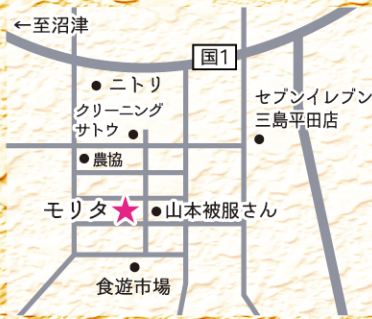 ←至沼津
国1
ニトリ
クリーニング
サトウ
セブンイレブン
三島平田店
農協
モリタ★
山本被服さん
食遊市場